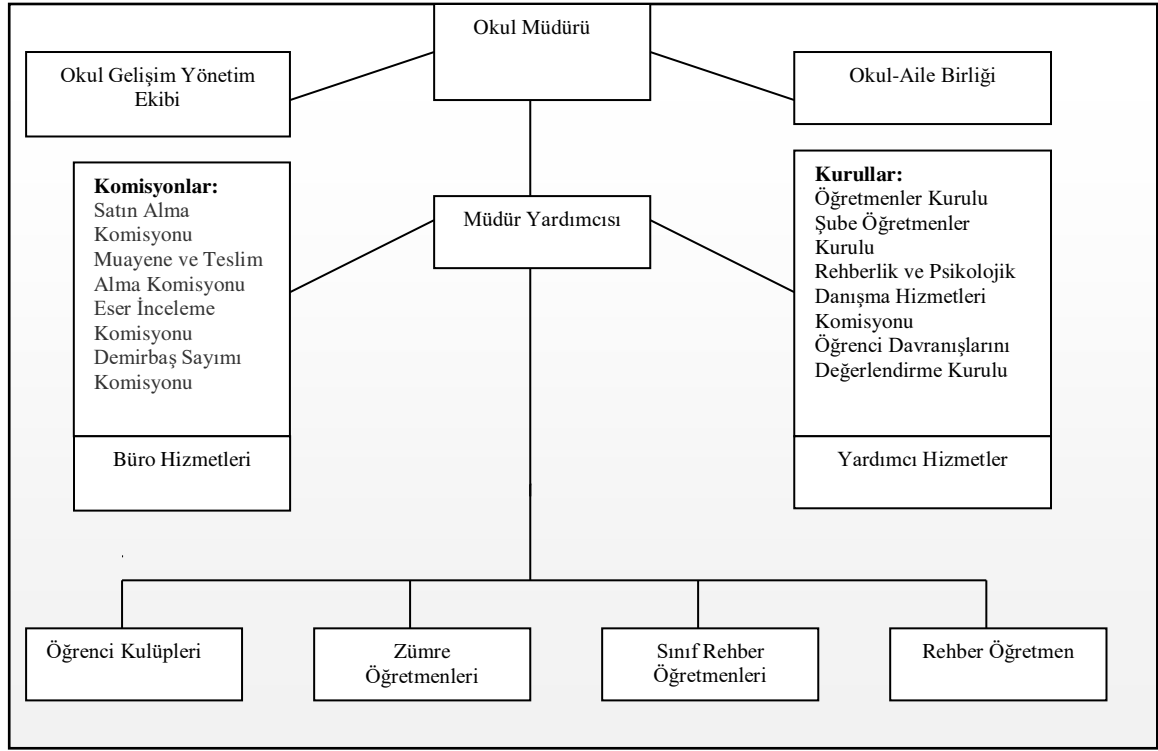 Okul Müdürü
Okul Gelişim Yönetim
Ekibi
Okul-Aile Birliği
Komisyonlar:
Satın Alma
Komisyonu
Muayene ve Teslim
Alma Komisyonu
Eser İnceleme
Komisyonu
Demirbaş Sayımı
Komisyonu
Müdür Yardımcısı
Kurullar:
Öğretmenler Kurulu
Şube Öğretmenler
Kurulu
Rehberlik ve Psikolojik
Danışma Hizmetleri
Komisyonu
Öğrenci Davranışlarını
Değerlendirme Kurulu
Büro Hizmetleri
Yardımcı Hizmetler
Öğrenci Kulüpleri
Zümre
Öğretmenleri
Sınıf Rehber
Öğretmenleri
Rehber Öğretmen